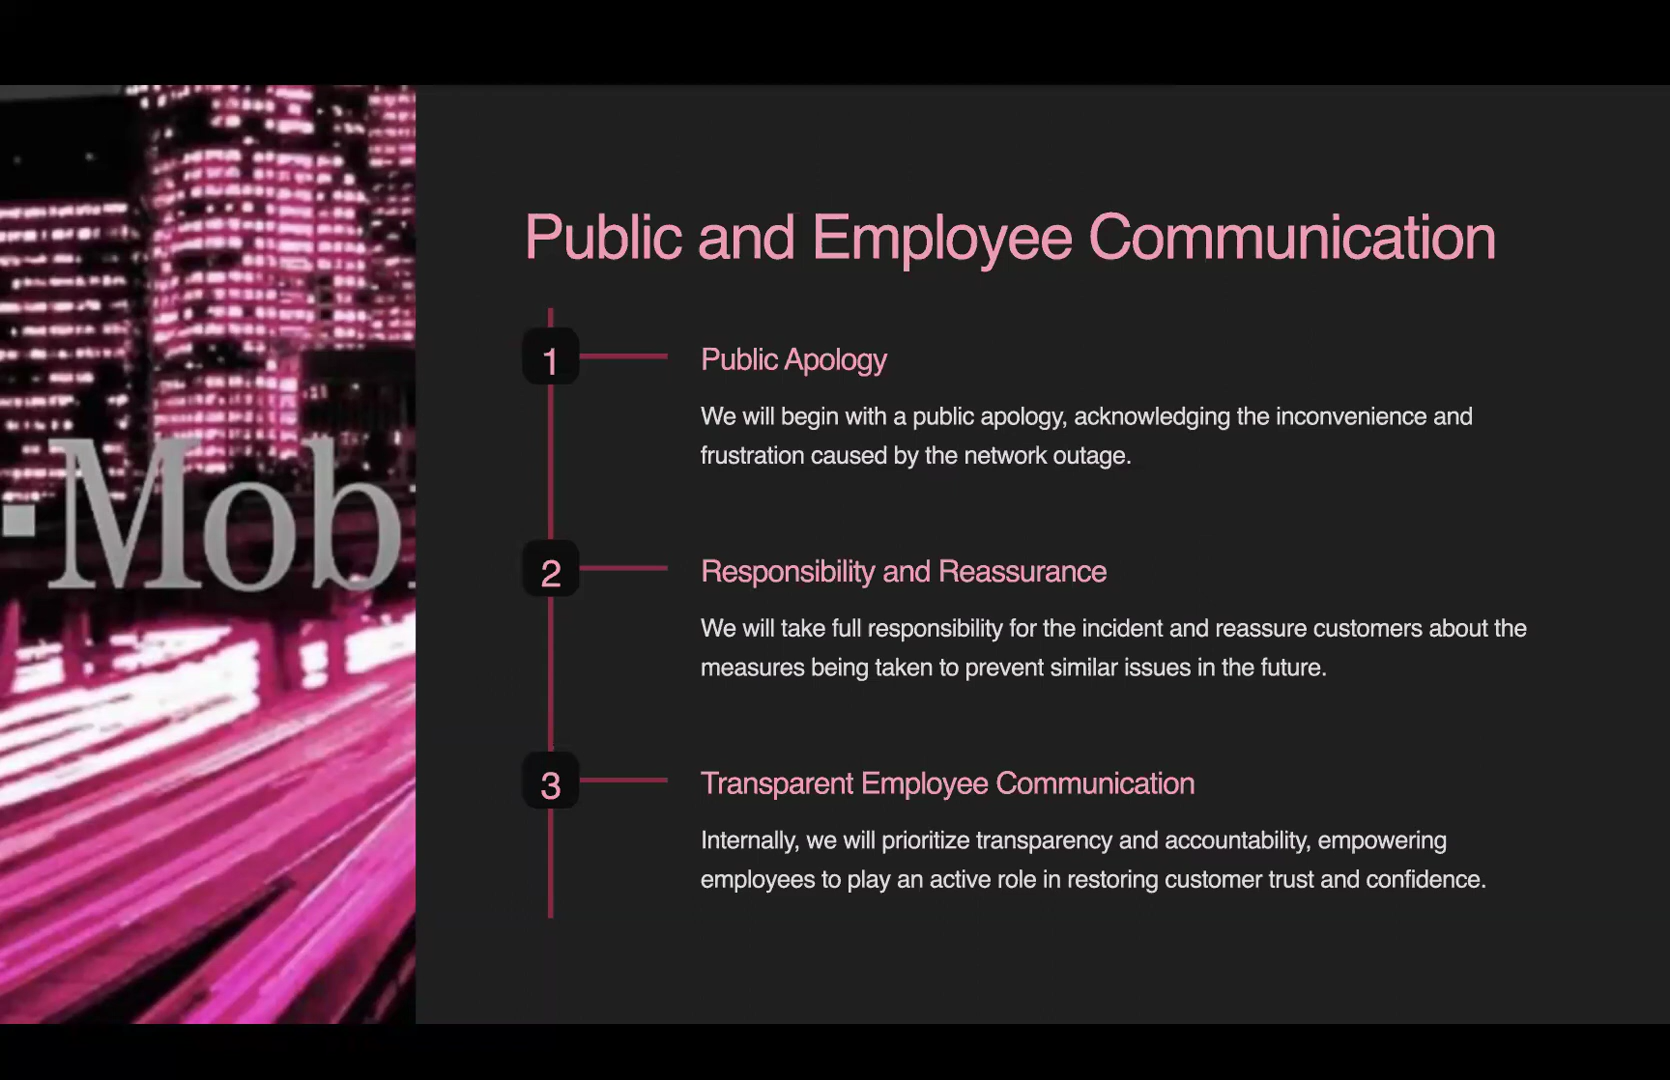 Public and Employee Communication
1
Public Apology
We will begin with a public apology, acknowledging the inconvenience and
frustration caused by the network outage.
2
Responsibility and Reassurance
We will take full responsibility for the incident and reassure customers about the
measures being taken to prevent similar issues in the future.
3
Transparent Employee Communication
Internally, we will prioritize transparency and accountability, empowering
employees to play an active role in restoring customer trust and confidence.
Mob